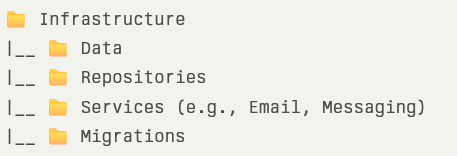 📁 Infrastructure
|__ 📁 Data
|__ 📁 Repositories
|__ 📁 Services (e.g., Email, Messaging)
|__ 📁 Migrations